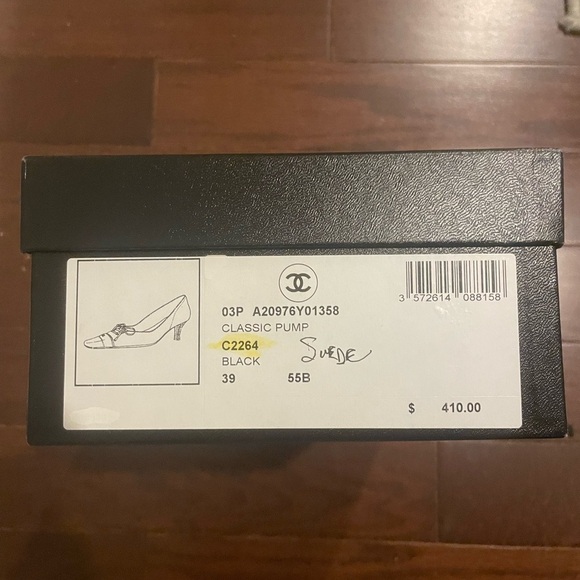 03P A20976Y01358
CLASSIC PUMP
C2264 SUEDE
BLACK
39 55B
3 572614 088158
$ 410.00